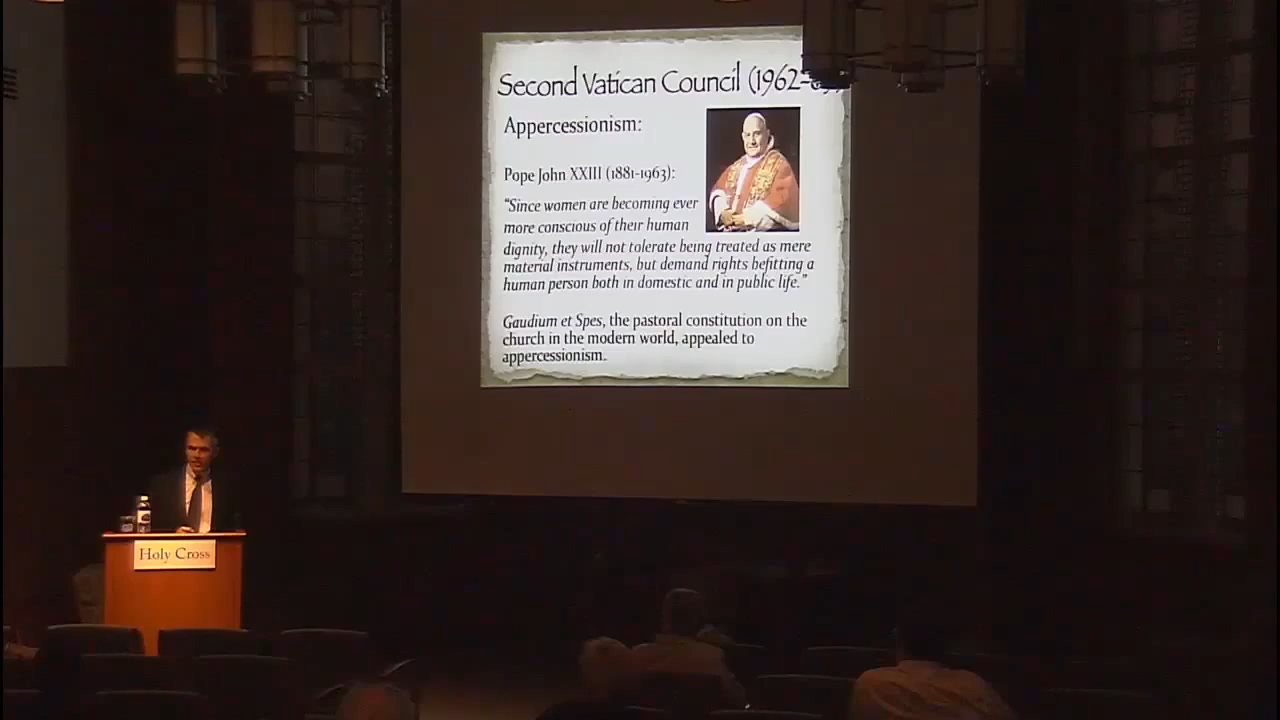 Second Vatican Council (1962-
Appercessionism:
Pope John XXIII (1881-1963):
"Since women are becoming ever
more conscious of their human
dignity, they will not tolerate being treated as mere
material instruments, but demand rights befitting a
human person both in domestic and in public life."
Gaudium et Spes, the pastoral constitution on the
church in the modern world, appealed to
appercessionism.
Holy Cross